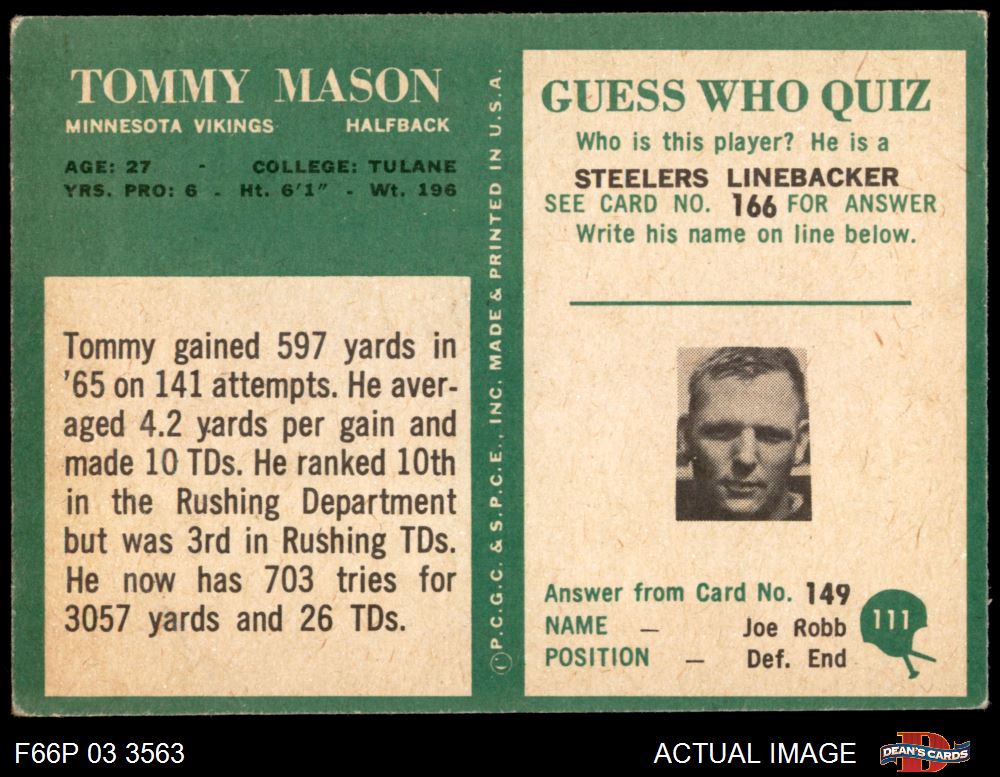 TOMMY MASON
MINNESOTA VIKINGS HALFBACK
AGE: 27 - COLLEGE: TULANE
YRS. PRO: 6 - Ht. 6'1" - Wt. 196
Tommy gained 597 yards in
'65 on 141 attempts. He aver-
aged 4.2 yards per gain and
made 10 TDs. He ranked 10th
in the Rushing Department
but was 3rd in Rushing TDs.
He now has 703 tries for
3057 yards and 26 TDs.
©P.C.G.C. & S.P.C.E., INC. MADE & PRINTED IN U.S.A.
GUESS WHO QUIZ
Who is this player? He is a
STEELERS LINEBACKER
SEE CARD NO. 166 FOR ANSWER
Write his name on line below.
Answer from Card No. 149
NAME — Joe Robb
POSITION — Def. End
111
F66P 03 3563
ACTUAL IMAGE
D
DEAN'S CARDS